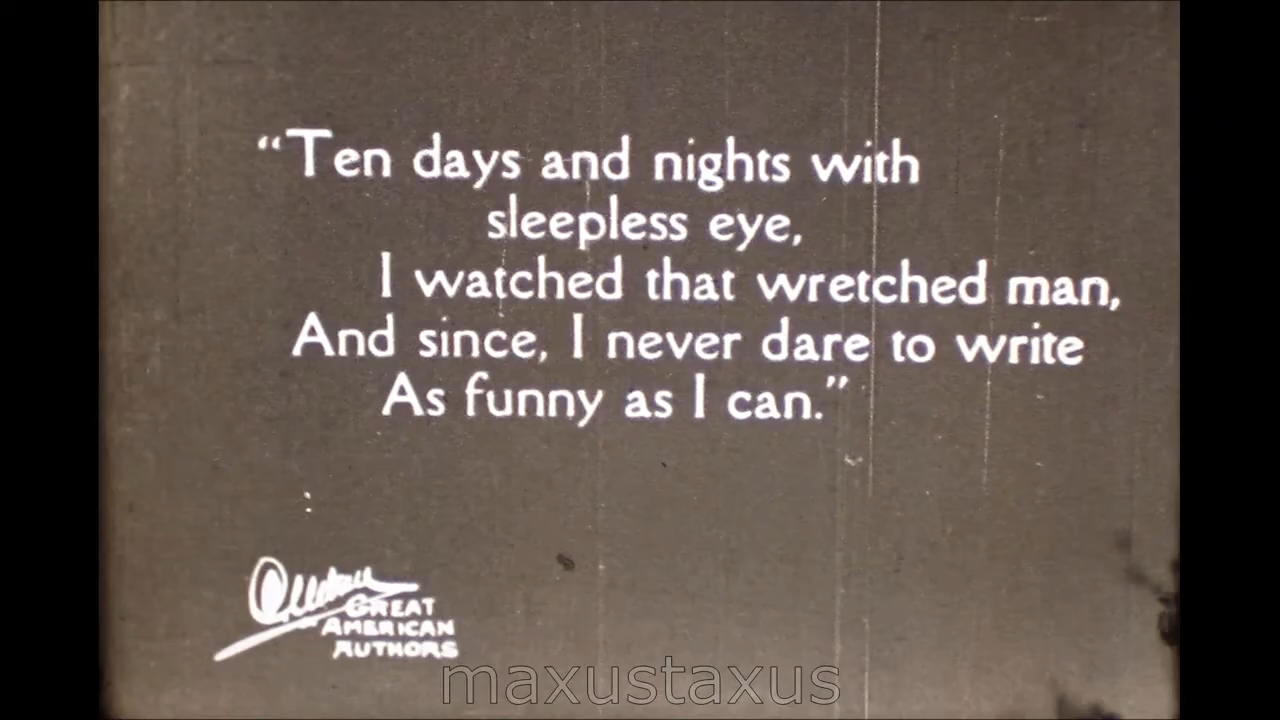 “Ten days and nights with
sleepless eye,
I watched that wretched man,
And since, I never dare to write
As funny as I can.”
GREAT
AMERICAN
AUTHORS
maxustaxus